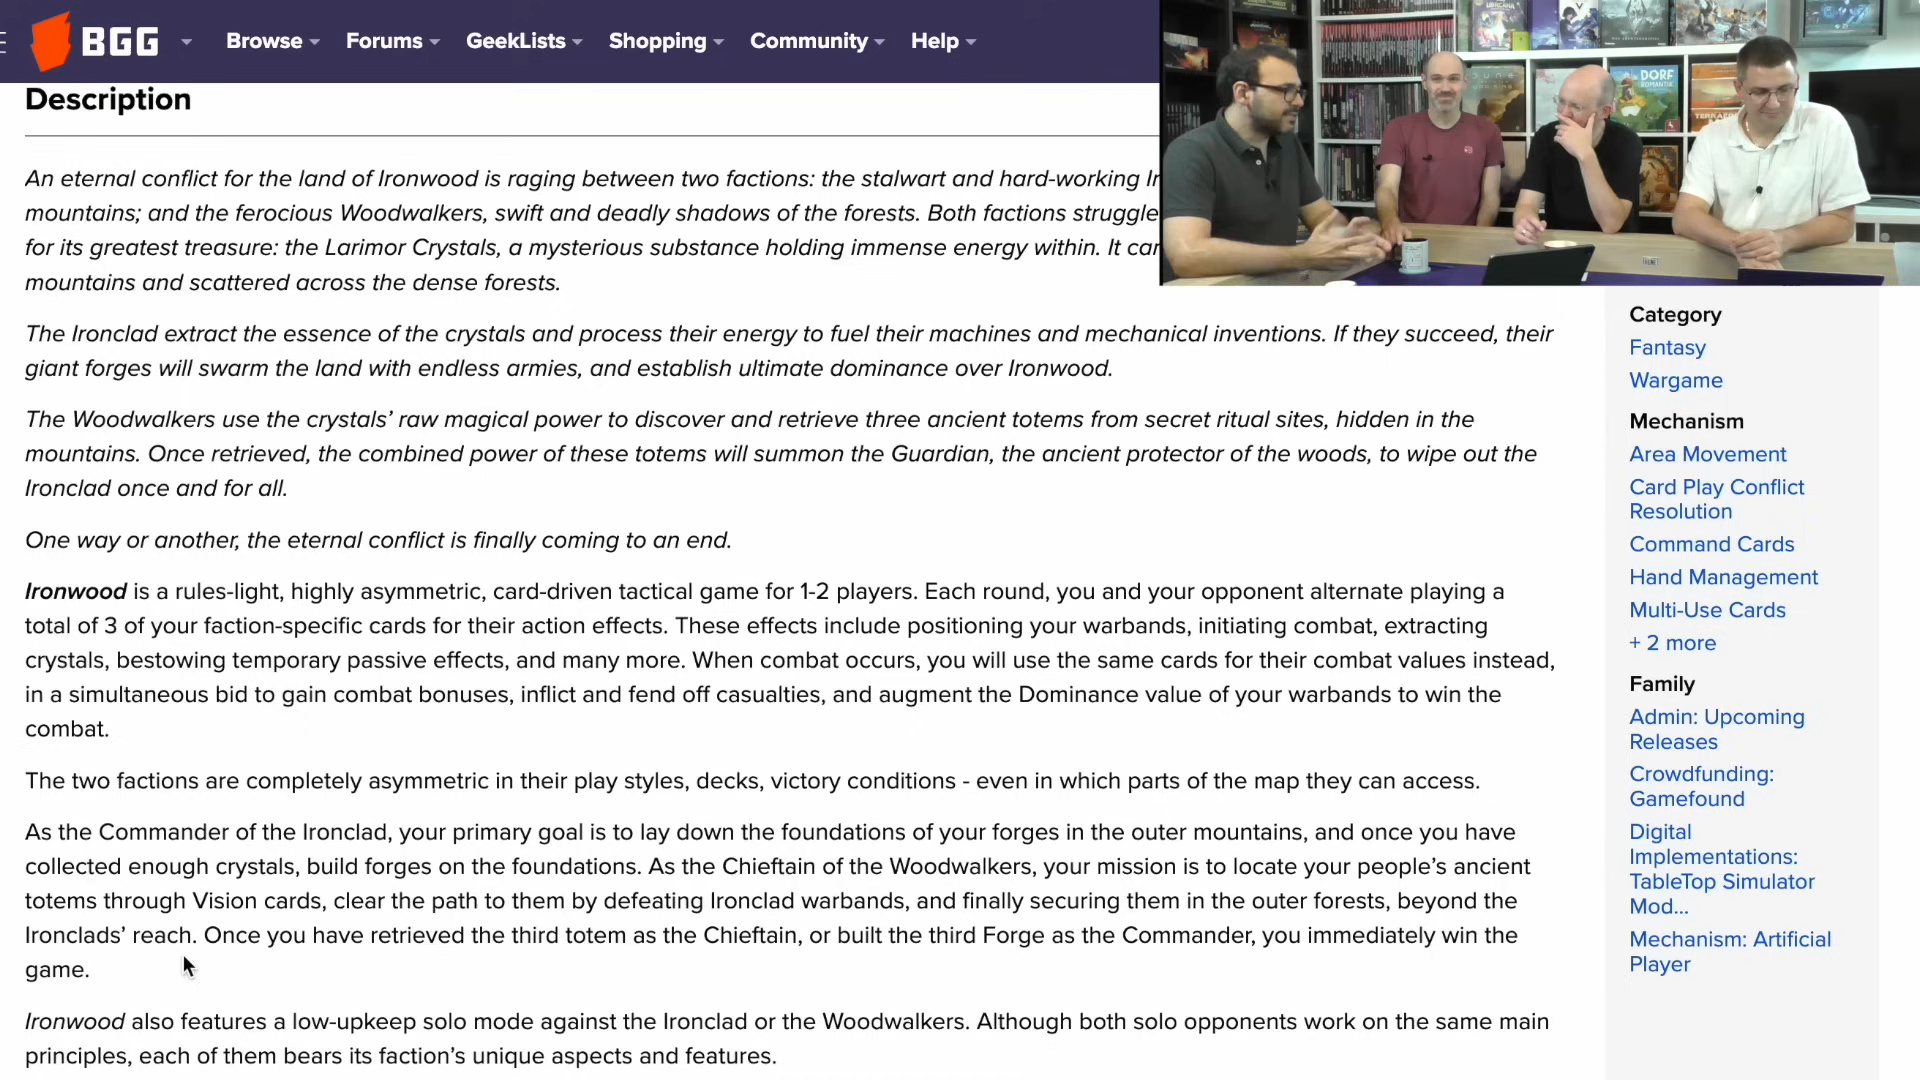 BGG
Browse
Forums
GeekLists
Shopping
Community
Help
Description
An eternal conflict for the land of Ironwood is raging between two factions: the stalwart and hard-working Ir
mountains; and the ferocious Woodwalkers, swift and deadly shadows of the forests. Both factions struggle
for its greatest treasure: the Larimor Crystals, a mysterious substance holding immense energy within. It car
mountains and scattered across the dense forests.
The Ironclad extract the essence of the crystals and process their energy to fuel their machines and mechanical inventions. If they succeed, their
giant forges will swarm the land with endless armies, and establish ultimate dominance over Ironwood.
The Woodwalkers use the crystals’ raw magical power to discover and retrieve three ancient totems from secret ritual sites, hidden in the
mountains. Once retrieved, the combined power of these totems will summon the Guardian, the ancient protector of the woods, to wipe out the
Ironclad once and for all.
One way or another, the eternal conflict is finally coming to an end.
Ironwood is a rules-light, highly asymmetric, card-driven tactical game for 1-2 players. Each round, you and your opponent alternate playing a
total of 3 of your faction-specific cards for their action effects. These effects include positioning your warbands, initiating combat, extracting
crystals, bestowing temporary passive effects, and many more. When combat occurs, you will use the same cards for their combat values instead,
in a simultaneous bid to gain combat bonuses, inflict and fend off casualties, and augment the Dominance value of your warbands to win the
combat.
The two factions are completely asymmetric in their play styles, decks, victory conditions - even in which parts of the map they can access.
As the Commander of the Ironclad, your primary goal is to lay down the foundations of your forges in the outer mountains, and once you have
collected enough crystals, build forges on the foundations. As the Chieftain of the Woodwalkers, your mission is to locate your people’s ancient
totems through Vision cards, clear the path to them by defeating Ironclad warbands, and finally securing them in the outer forests, beyond the
Ironclads’ reach. Once you have retrieved the third totem as the Chieftain, or built the third Forge as the Commander, you immediately win the
game.
Ironwood also features a low-upkeep solo mode against the Ironclad or the Woodwalkers. Although both solo opponents work on the same main
principles, each of them bears its faction’s unique aspects and features.
DORF
ROMANTIK
DUNE
Category
Fantasy
Wargame
Mechanism
Area Movement
Card Play Conflict
Resolution
Command Cards
Hand Management
Multi-Use Cards
+ 2 more
Family
Admin: Upcoming
Releases
Crowdfunding:
Gamefound
Digital
Implementations:
TableTop Simulator
Mod...
Mechanism: Artificial
Player